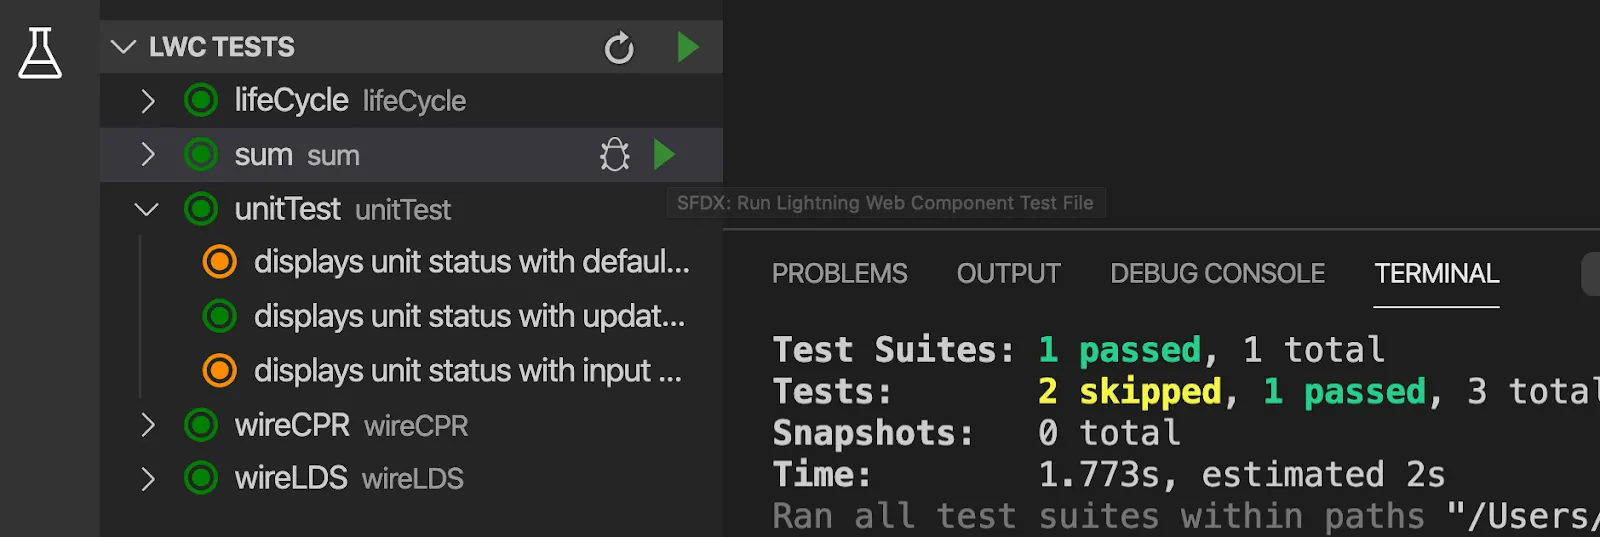 LWC TESTS
lifeCycle lifeCycle
sum sum
SFDX: Run Lightning Web Component Test File
unitTest unitTest
displays unit status with defaul...
displays unit status with updat...
displays unit status with input ...
wireCPR wireCPR
wireLDS wireLDS
PROBLEMS OUTPUT DEBUG CONSOLE TERMINAL
Test Suites: 1 passed, 1 total
Tests: 2 skipped, 1 passed, 3 total
Snapshots: 0 total
Time: 1.773s, estimated 2s
Ran all test suites within paths "/Users/